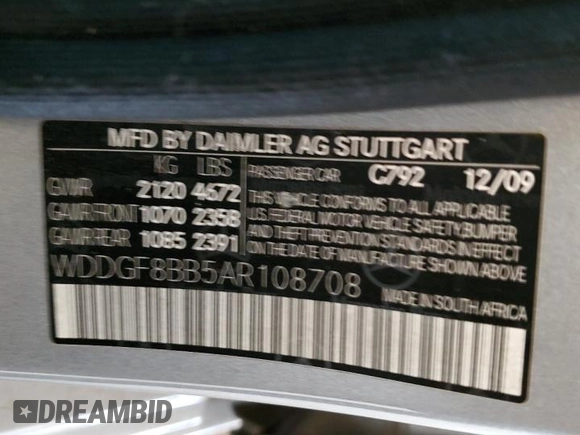 MFD BY DAIMLER AG STUTTGART
KG LBS
GVWR 2120 4672
GAWR FRONT 1070 2358
GAWR REAR 1085 2391
PASSENGER CAR C792 12/09
THIS VEHICLE CONFORMS TO ALL APPLICABLE
U.S. FEDERAL MOTOR VEHICLE SAFETY, BUMPER
AND THEFT PREVENTION STANDARDS IN EFFECT
ON THE DATE OF MANUFACTURE SHOWN ABOVE.
WDDGF8BB5AR108708
MADE IN SOUTH AFRICA
DREAMBID